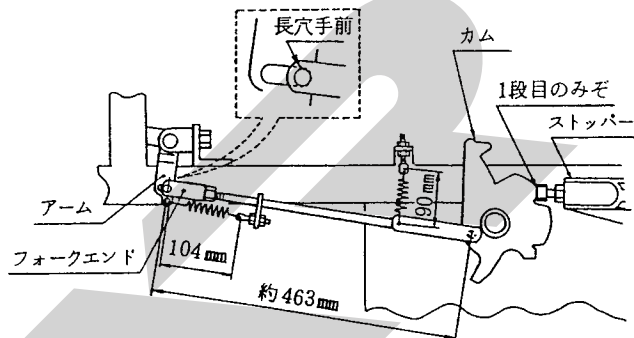 長穴手前
カム
1段目のみぞ
ストッパー
アーム
フォークエンド
90mm
104mm
約463mm